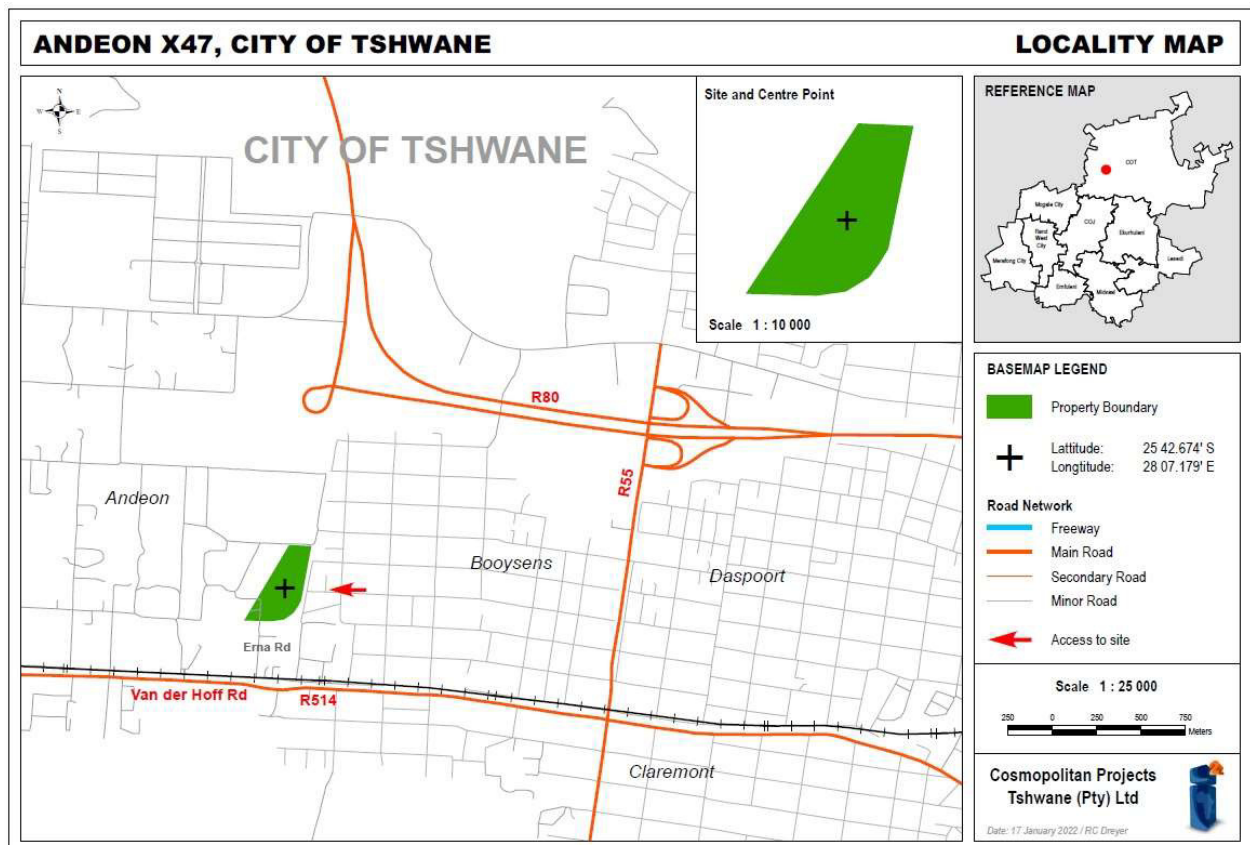 ANDEON X47, CITY OF TSHWANE
LOCALITY MAP
N
W
E
S
CITY OF TSHWANE
Site and Centre Point
Scale 1 : 10 000
R80
R55
Andeon
Booysens
Daspoort
Erna Rd
Van der Hoff Rd
R514
Claremont
REFERENCE MAP
COT
Mogale City
COJ
Ekurhuleni
Rand
West
City
Merafong City
Lesedi
Emfuleni
Midvaal
BASEMAP LEGEND
Property Boundary
Lattitude: 25 42.674' S
Longtitude: 28 07.179' E
Road Network
Freeway
Main Road
Secondary Road
Minor Road
Access to site
Scale 1 : 25 000
250 0 250 500 750
Meters
Cosmopolitan Projects
Tshwane (Pty) Ltd
Date: 17 January 2022 / RC Dreyer